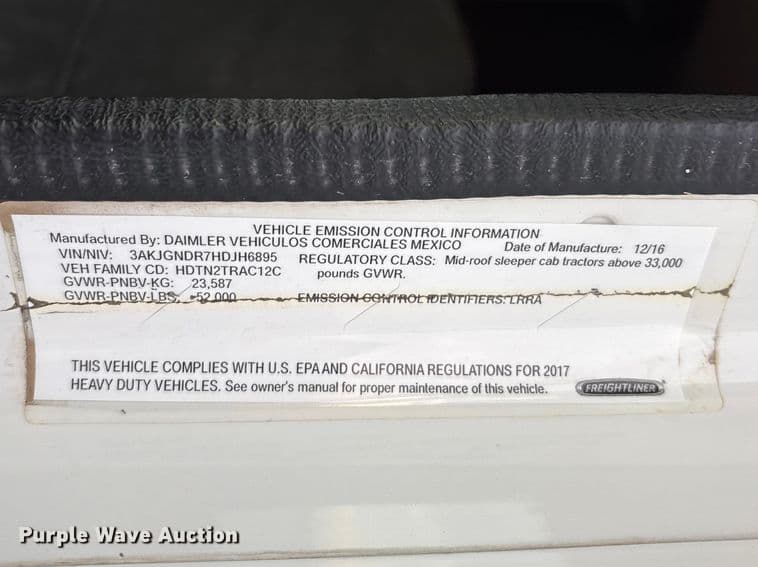 VEHICLE EMISSION CONTROL INFORMATION
Manufactured By: DAIMLER VEHICULOS COMERCIALES MEXICO Date of Manufacture: 12/16
VIN/NIV: 3AKJGNDR7HDJH6895 REGULATORY CLASS: Mid-roof sleeper cab tractors above 33,000
VEH FAMILY CD: HDTN2TRAC12C pounds GVWR.
GVWR-PNBV-KG: 23,587
GVWR-PNBV-LBS: 52,000 EMISSION CONTROL IDENTIFIERS: LRRA
THIS VEHICLE COMPLIES WITH U.S. EPA AND CALIFORNIA REGULATIONS FOR 2017
HEAVY DUTY VEHICLES. See owner's manual for proper maintenance of this vehicle. FREIGHTLINER
Purple Wave Auction